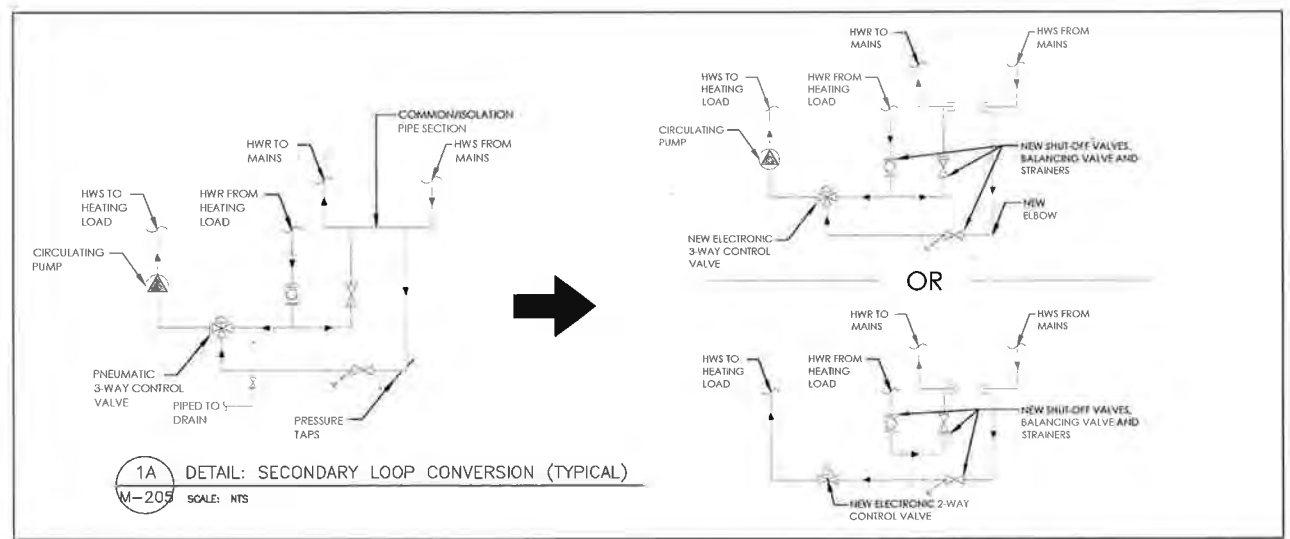 COMMON/ISOLATION
PIPE SECTION
HWR TO
MAINS
HWS FROM
MAINS
HWS TO
HEATING
LOAD
HWR FROM
HEATING
LOAD
CIRCULATING
PUMP
PNEUMATIC
3-WAY CONTROL
VALVE
PIPED TO
DRAIN
PRESSURE
TAPS
1A
M-205
DETAIL: SECONDARY LOOP CONVERSION (TYPICAL)
SCALE: NTS
HWR TO
MAINS
HWS FROM
MAINS
HWS TO
HEATING
LOAD
HWR FROM
HEATING
LOAD
CIRCULATING
PUMP
NEW SHUT-OFF VALVES,
BALANCING VALVE AND
STRAINERS
NEW
ELBOW
NEW ELECTRONIC
3-WAY CONTROL
VALVE
OR
HWR TO
MAINS
HWS FROM
MAINS
HWS TO
HEATING
LOAD
HWR FROM
HEATING
LOAD
NEW SHUT-OFF VALVES,
BALANCING VALVE AND
STRAINERS
NEW ELECTRONIC 2-WAY
CONTROL VALVE